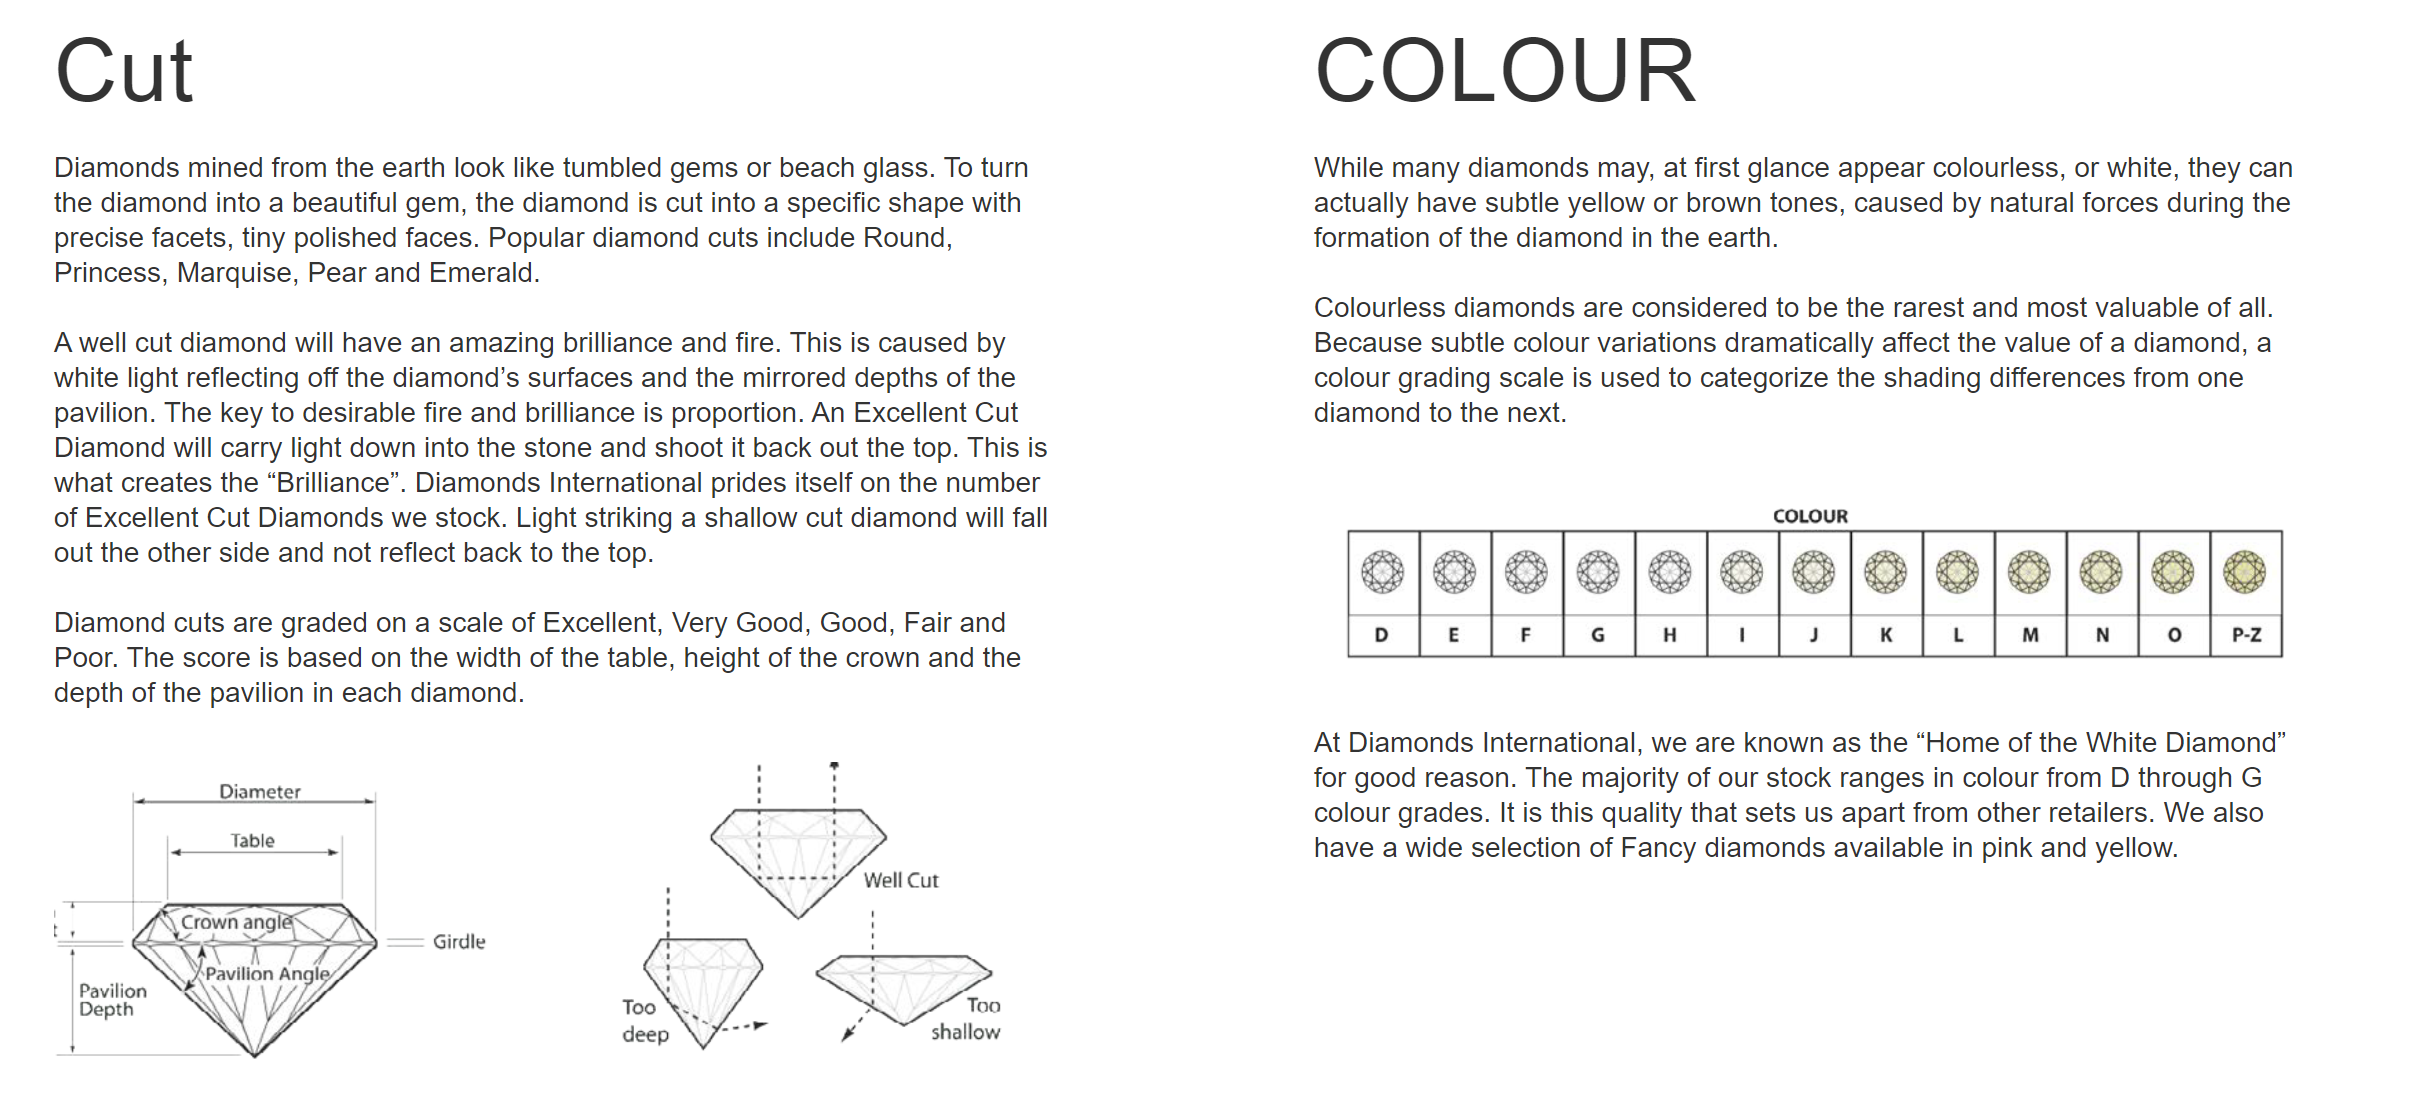 Cut
Diamonds mined from the earth look like tumbled gems or beach glass. To turn
the diamond into a beautiful gem, the diamond is cut into a specific shape with
precise facets, tiny polished faces. Popular diamond cuts include Round,
Princess, Marquise, Pear and Emerald.
A well cut diamond will have an amazing brilliance and fire. This is caused by
white light reflecting off the diamond’s surfaces and the mirrored depths of the
pavilion. The key to desirable fire and brilliance is proportion. An Excellent Cut
Diamond will carry light down into the stone and shoot it back out the top. This is
what creates the “Brilliance”. Diamonds International prides itself on the number
of Excellent Cut Diamonds we stock. Light striking a shallow cut diamond will fall
out the other side and not reflect back to the top.
Diamond cuts are graded on a scale of Excellent, Very Good, Good, Fair and
Poor. The score is based on the width of the table, height of the crown and the
depth of the pavilion in each diamond.
Diameter
Table
Crown angle
Girdle
Pavilion Angle
Pavilion
Depth
Well Cut
Too
deep
Too
shallow
COLOUR
While many diamonds may, at first glance appear colourless, or white, they can
actually have subtle yellow or brown tones, caused by natural forces during the
formation of the diamond in the earth.
Colourless diamonds are considered to be the rarest and most valuable of all.
Because subtle colour variations dramatically affect the value of a diamond, a
colour grading scale is used to categorize the shading differences from one
diamond to the next.
COLOUR
D E F G H I J K L M N O P-Z
At Diamonds International, we are known as the “Home of the White Diamond”
for good reason. The majority of our stock ranges in colour from D through G
colour grades. It is this quality that sets us apart from other retailers. We also
have a wide selection of Fancy diamonds available in pink and yellow.